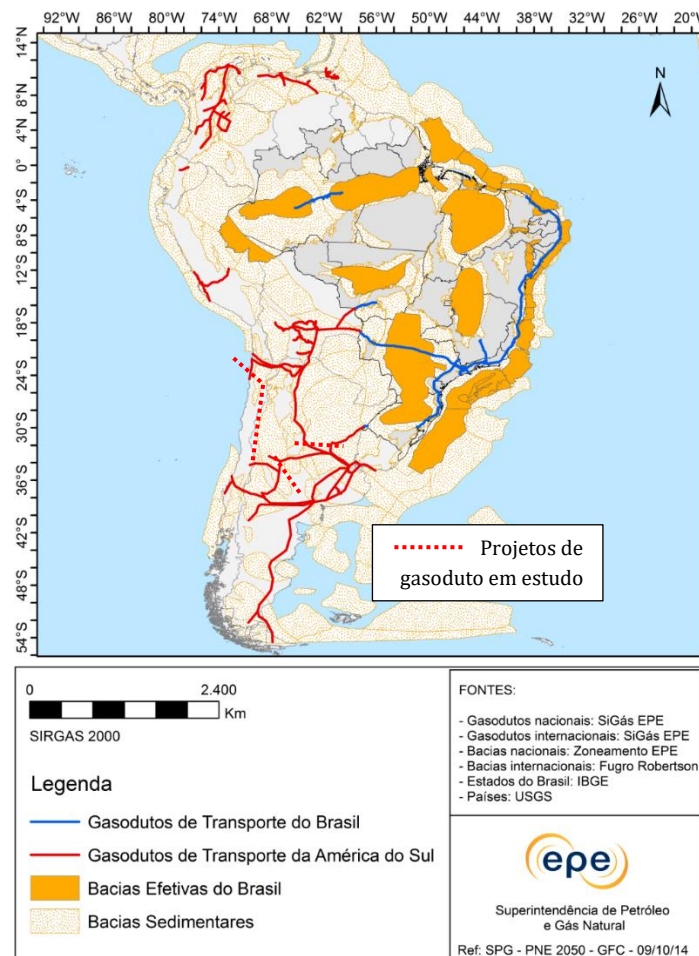 92°W 86°W 80°W 74°W 68°W 62°W 56°W 50°W 44°W 38°W 32°W 26°W 20°W
14°N
8°N
4°N
0°
4°S
8°S
12°S
18°S
24°S
30°S
36°S
42°S
48°S
54°S
N
Projetos de
gasoduto em estudo
0 2.400
Km
SIRGAS 2000
Legenda
Gasodutos de Transporte do Brasil
Gasodutos de Transporte da América do Sul
Bacias Efetivas do Brasil
Bacias Sedimentares
FONTES:
- Gasodutos nacionais: SiGás EPE
- Gasodutos internacionais: SiGás EPE
- Bacias nacionais: Zoneamento EPE
- Bacias internacionais: Fugro Robertson
- Estados do Brasil: IBGE
- Países: USGS
epe
Superintendência de Petróleo
e Gás Natural
Ref: SPG - PNE 2050 - GFC - 09/10/14